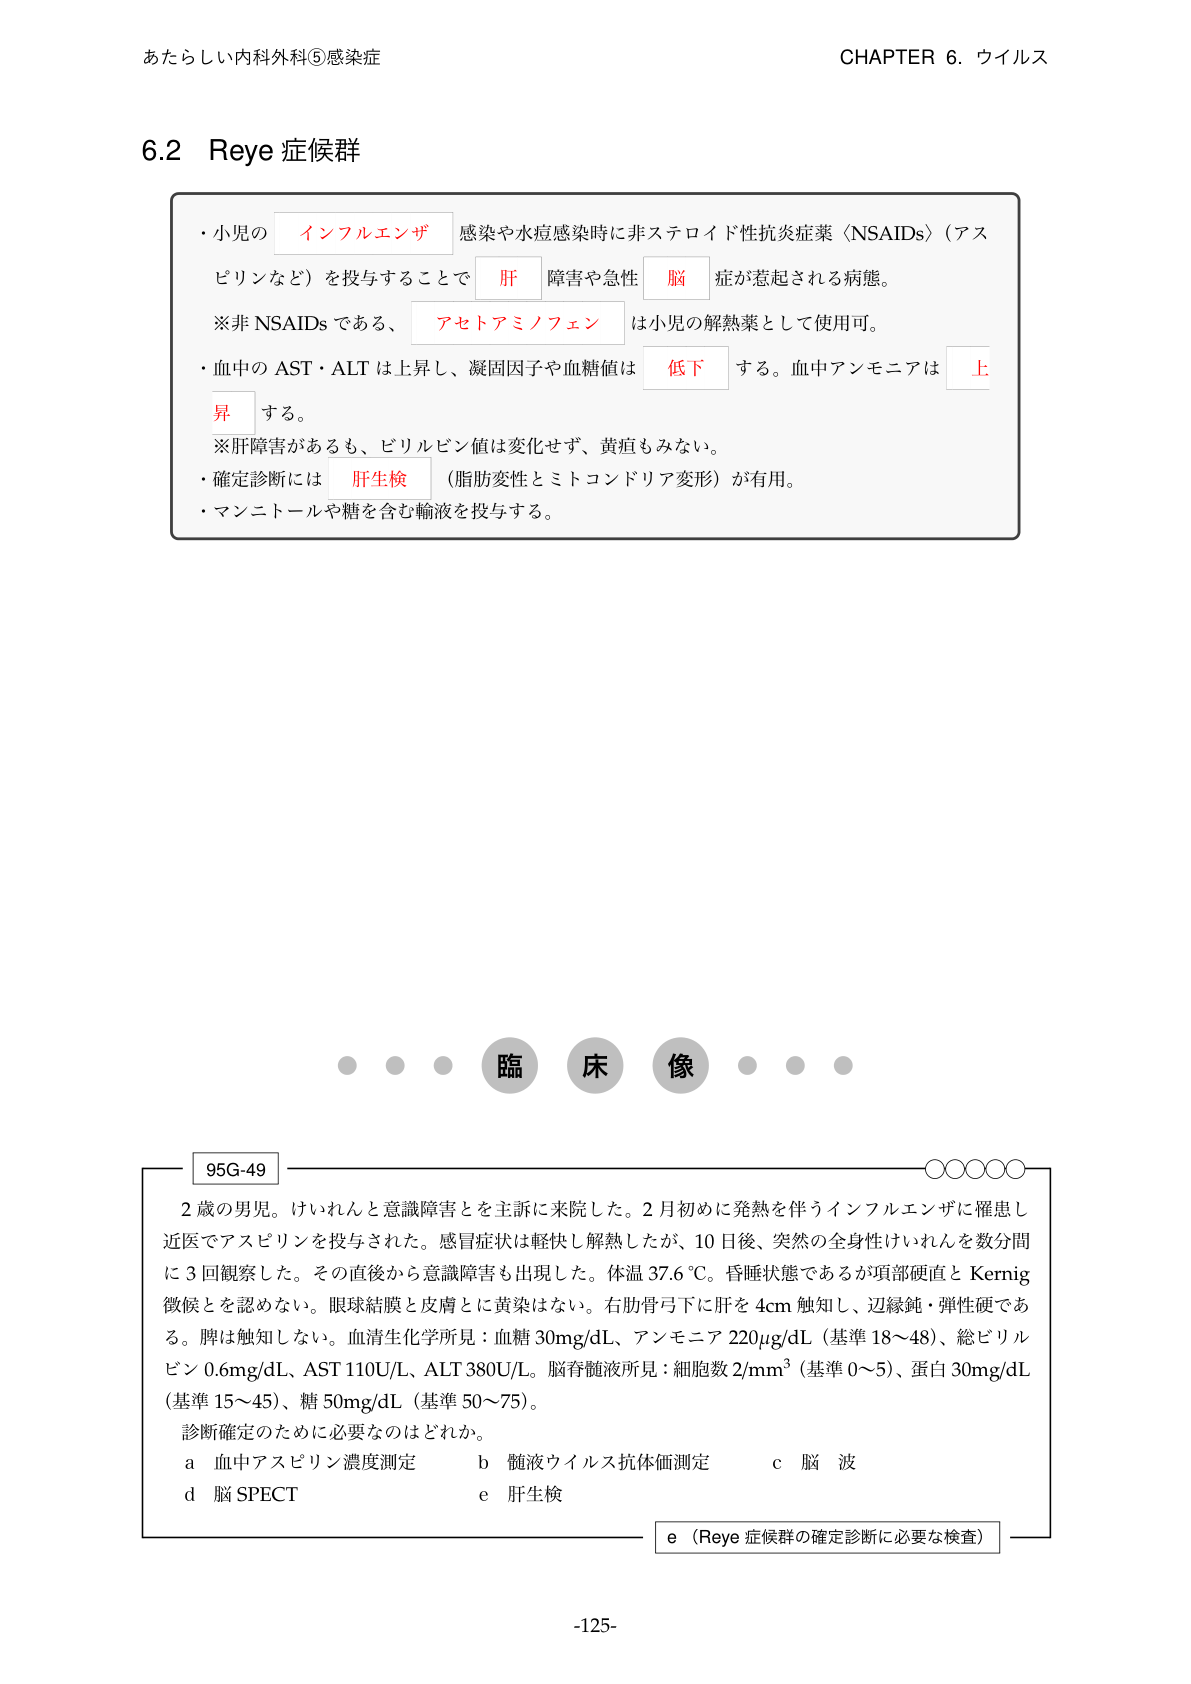 あたらしい内科外科⑤感染症
CHAPTER 6. ウイルス
6.2 Reye 症候群
・小児の インフルエンザ 感染や水痘感染時に非ステロイド性抗炎症薬〈NSAIDs〉（アス
ピリンなど）を投与することで 肝 障害や急性 脳 症が惹起される病態。
※非 NSAIDs である、 アセトアミノフェン は小児の解熱薬として使用可。
・血中の AST・ALT は上昇し、凝固因子や血糖値は 低下 する。血中アンモニアは 上
昇 する。
※肝障害があるも、ビリルビン値は変化せず、黄疸もみない。
・確定診断には 肝生検 （脂肪変性とミトコンドリア変形）が有用。
・マンニトールや糖を含む輸液を投与する。
臨 床 像
95G-49
2 歳の男児。けいれんと意識障害とを主訴に来院した。2 月初めに発熱を伴うインフルエンザに罹患し
近医でアスピリンを投与された。感冒症状は軽快し解熱したが、10 日後、突然の全身性けいれんを数分間
に 3 回観察した。その直後から意識障害も出現した。体温 37.6 ℃。昏睡状態であるが項部硬直と Kernig
徴候とを認めない。眼球結膜と皮膚とに黄染はない。右肋骨弓下に肝を 4cm 触知し、辺縁鈍・弾性硬であ
る。脾は触知しない。血清生化学所見：血糖 30mg/dL、アンモニア 220μg/dL（基準 18〜48）、総ビリル
ビン 0.6mg/dL、AST 110U/L、ALT 380U/L。脳脊髄液所見：細胞数 2/mm³（基準 0〜5）、蛋白 30mg/dL
（基準 15〜45）、糖 50mg/dL（基準 50〜75）。
診断確定のために必要なのはどれか。
a 血中アスピリン濃度測定 b 髄液ウイルス抗体価測定 c 脳 波
d 脳 SPECT e 肝生検
e （Reye 症候群の確定診断に必要な検査）
-125-